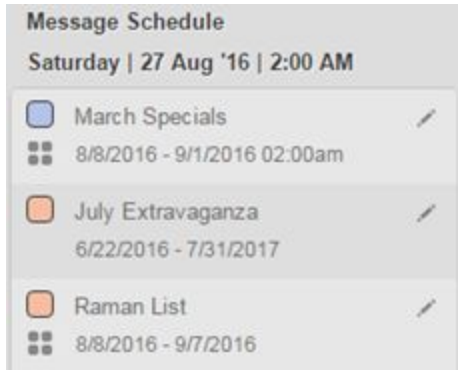 Message Schedule
Saturday | 27 Aug '16 | 2:00 AM
March Specials
8/8/2016 - 9/1/2016 02:00am
July Extravaganza
6/22/2016 - 7/31/2017
Raman List
8/8/2016 - 9/7/2016